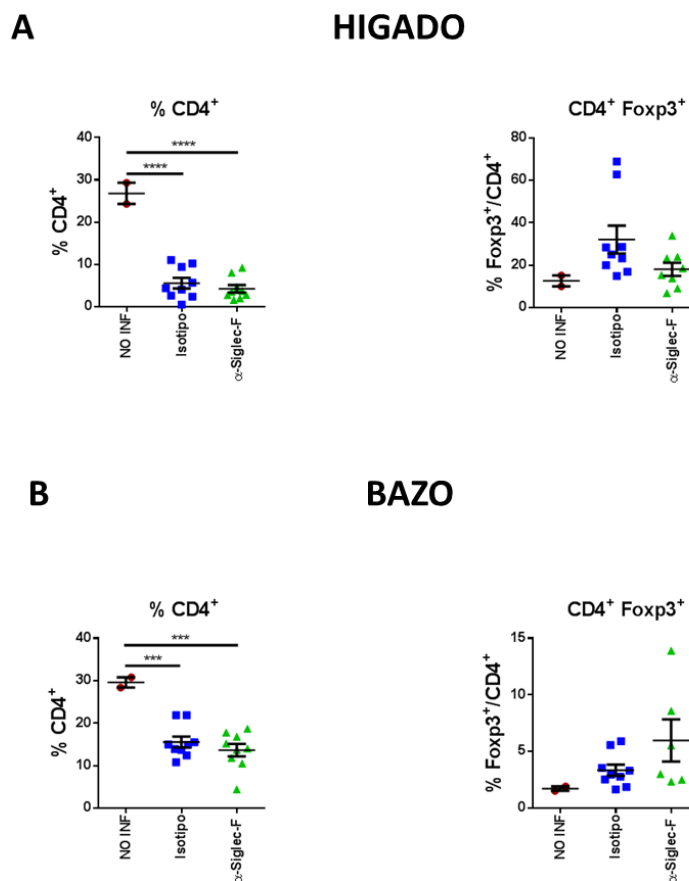 A
HIGADO
% CD4⁺
****
****
% CD4⁺
40
30
20
10
0
NO INF
Isotipo
α-Siglec-F
CD4⁺ Foxp3⁺
% Foxp3⁺/CD4⁺
80
60
40
20
0
NO INF
Isotipo
α-Siglec-F
B
BAZO
% CD4⁺
***
***
% CD4⁺
40
30
20
10
0
NO INF
Isotipo
α-Siglec-F
CD4⁺ Foxp3⁺
% Foxp3⁺/CD4⁺
15
10
5
0
NO INF
Isotipo
α-Siglec-F